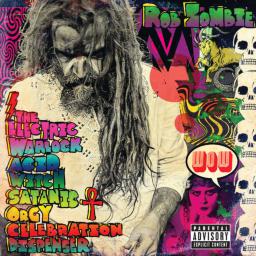 ROB ZOMBIE
THE
ELECTRIC
WARLOCK
ACID
WITCH
SATANIC
ORGY
CELEBRATION
DISPENSER
WOW
PARENTAL
ADVISORY
EXPLICIT CONTENT